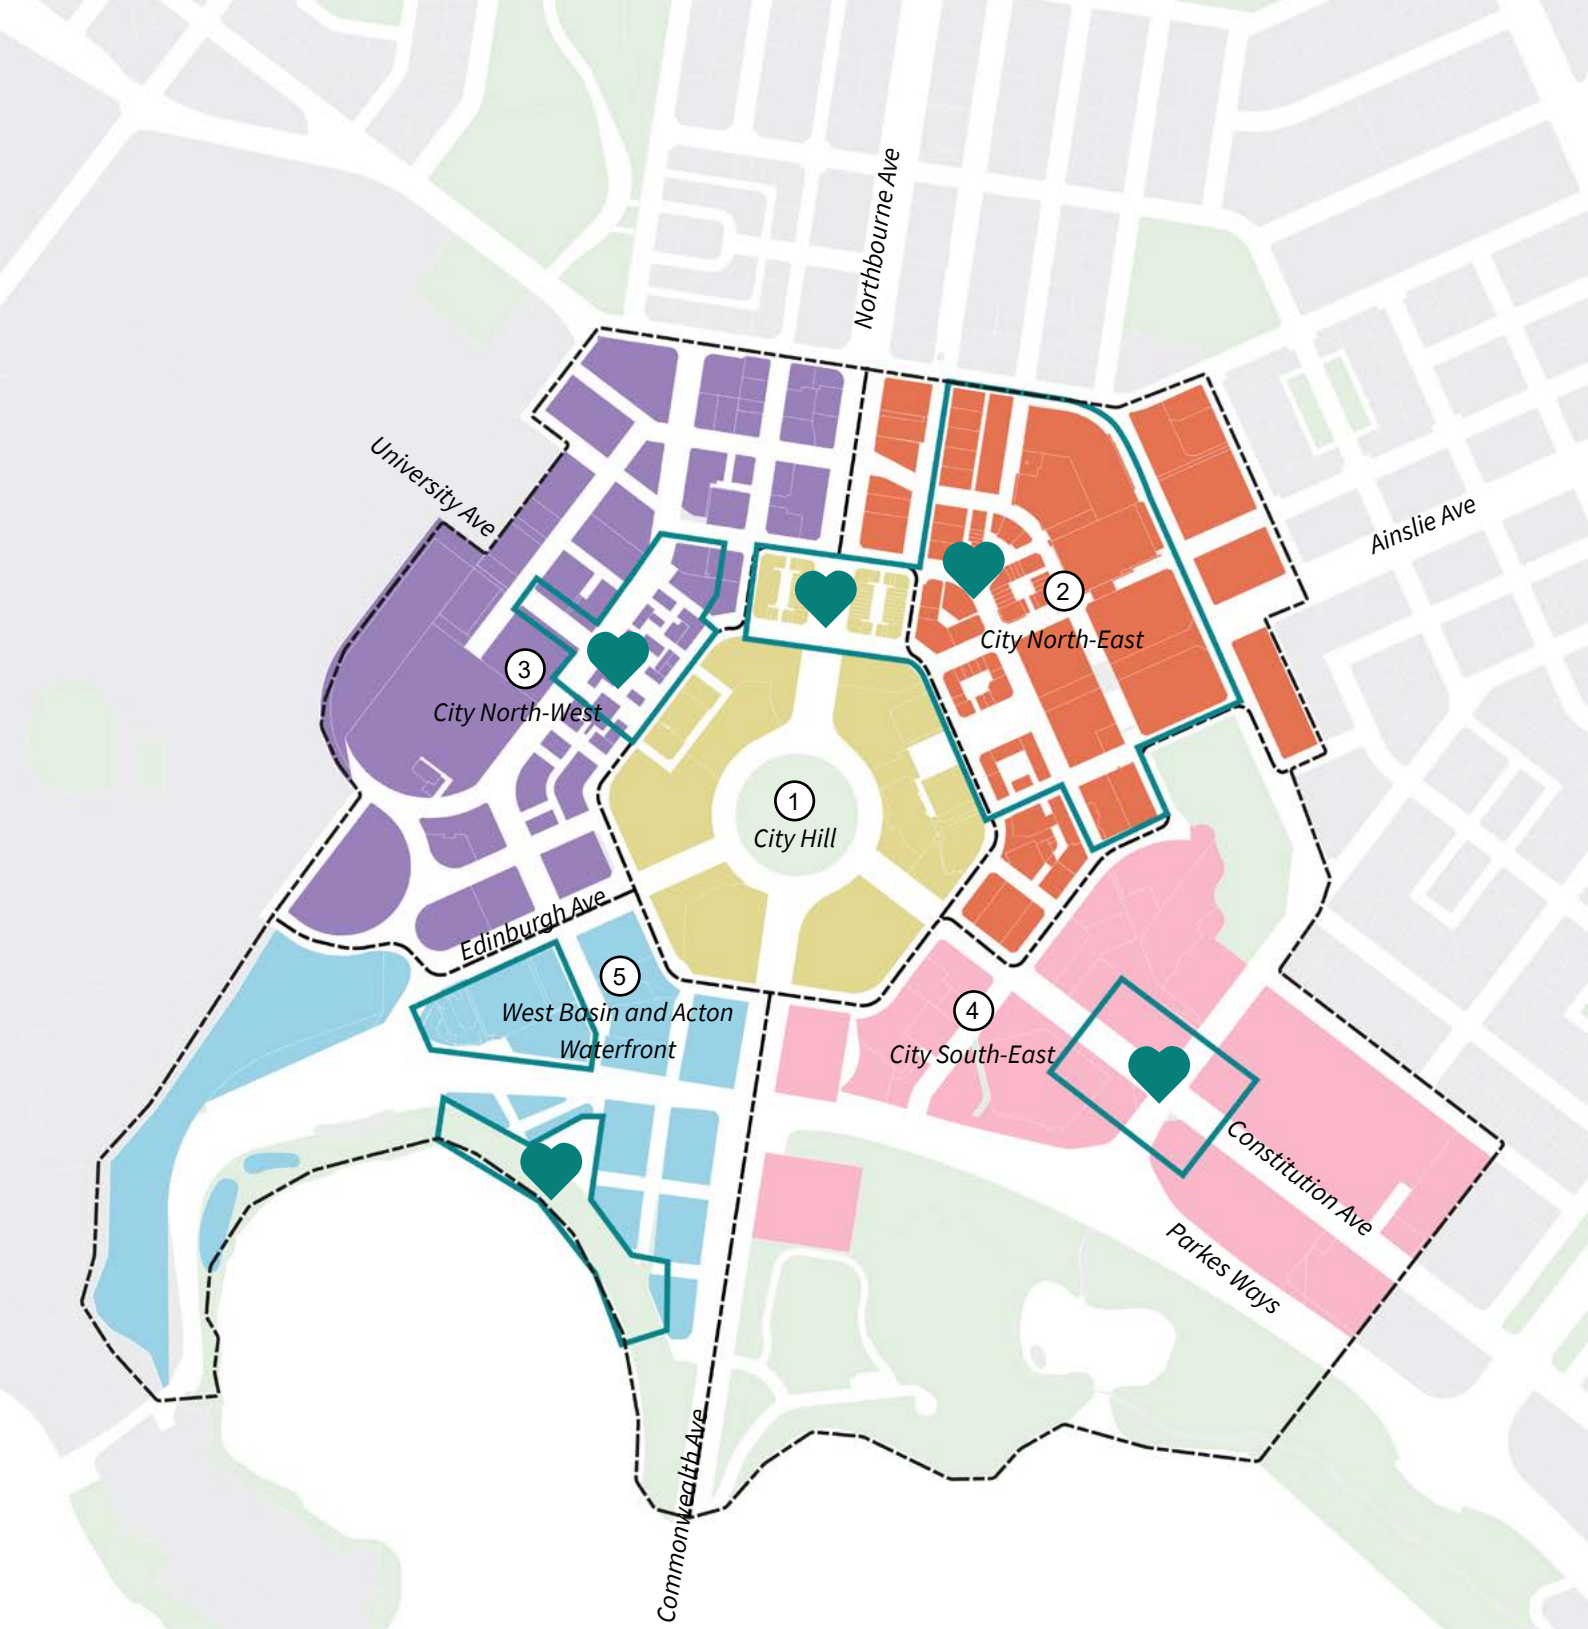 Northbourne Ave
University Ave
Ainslie Ave
2
City North-East
3
City North-West
1
City Hill
Edinburgh Ave
5
West Basin and Acton
Waterfront
4
City South-East
Constitution Ave
Parkes Ways
Commonwealth Ave